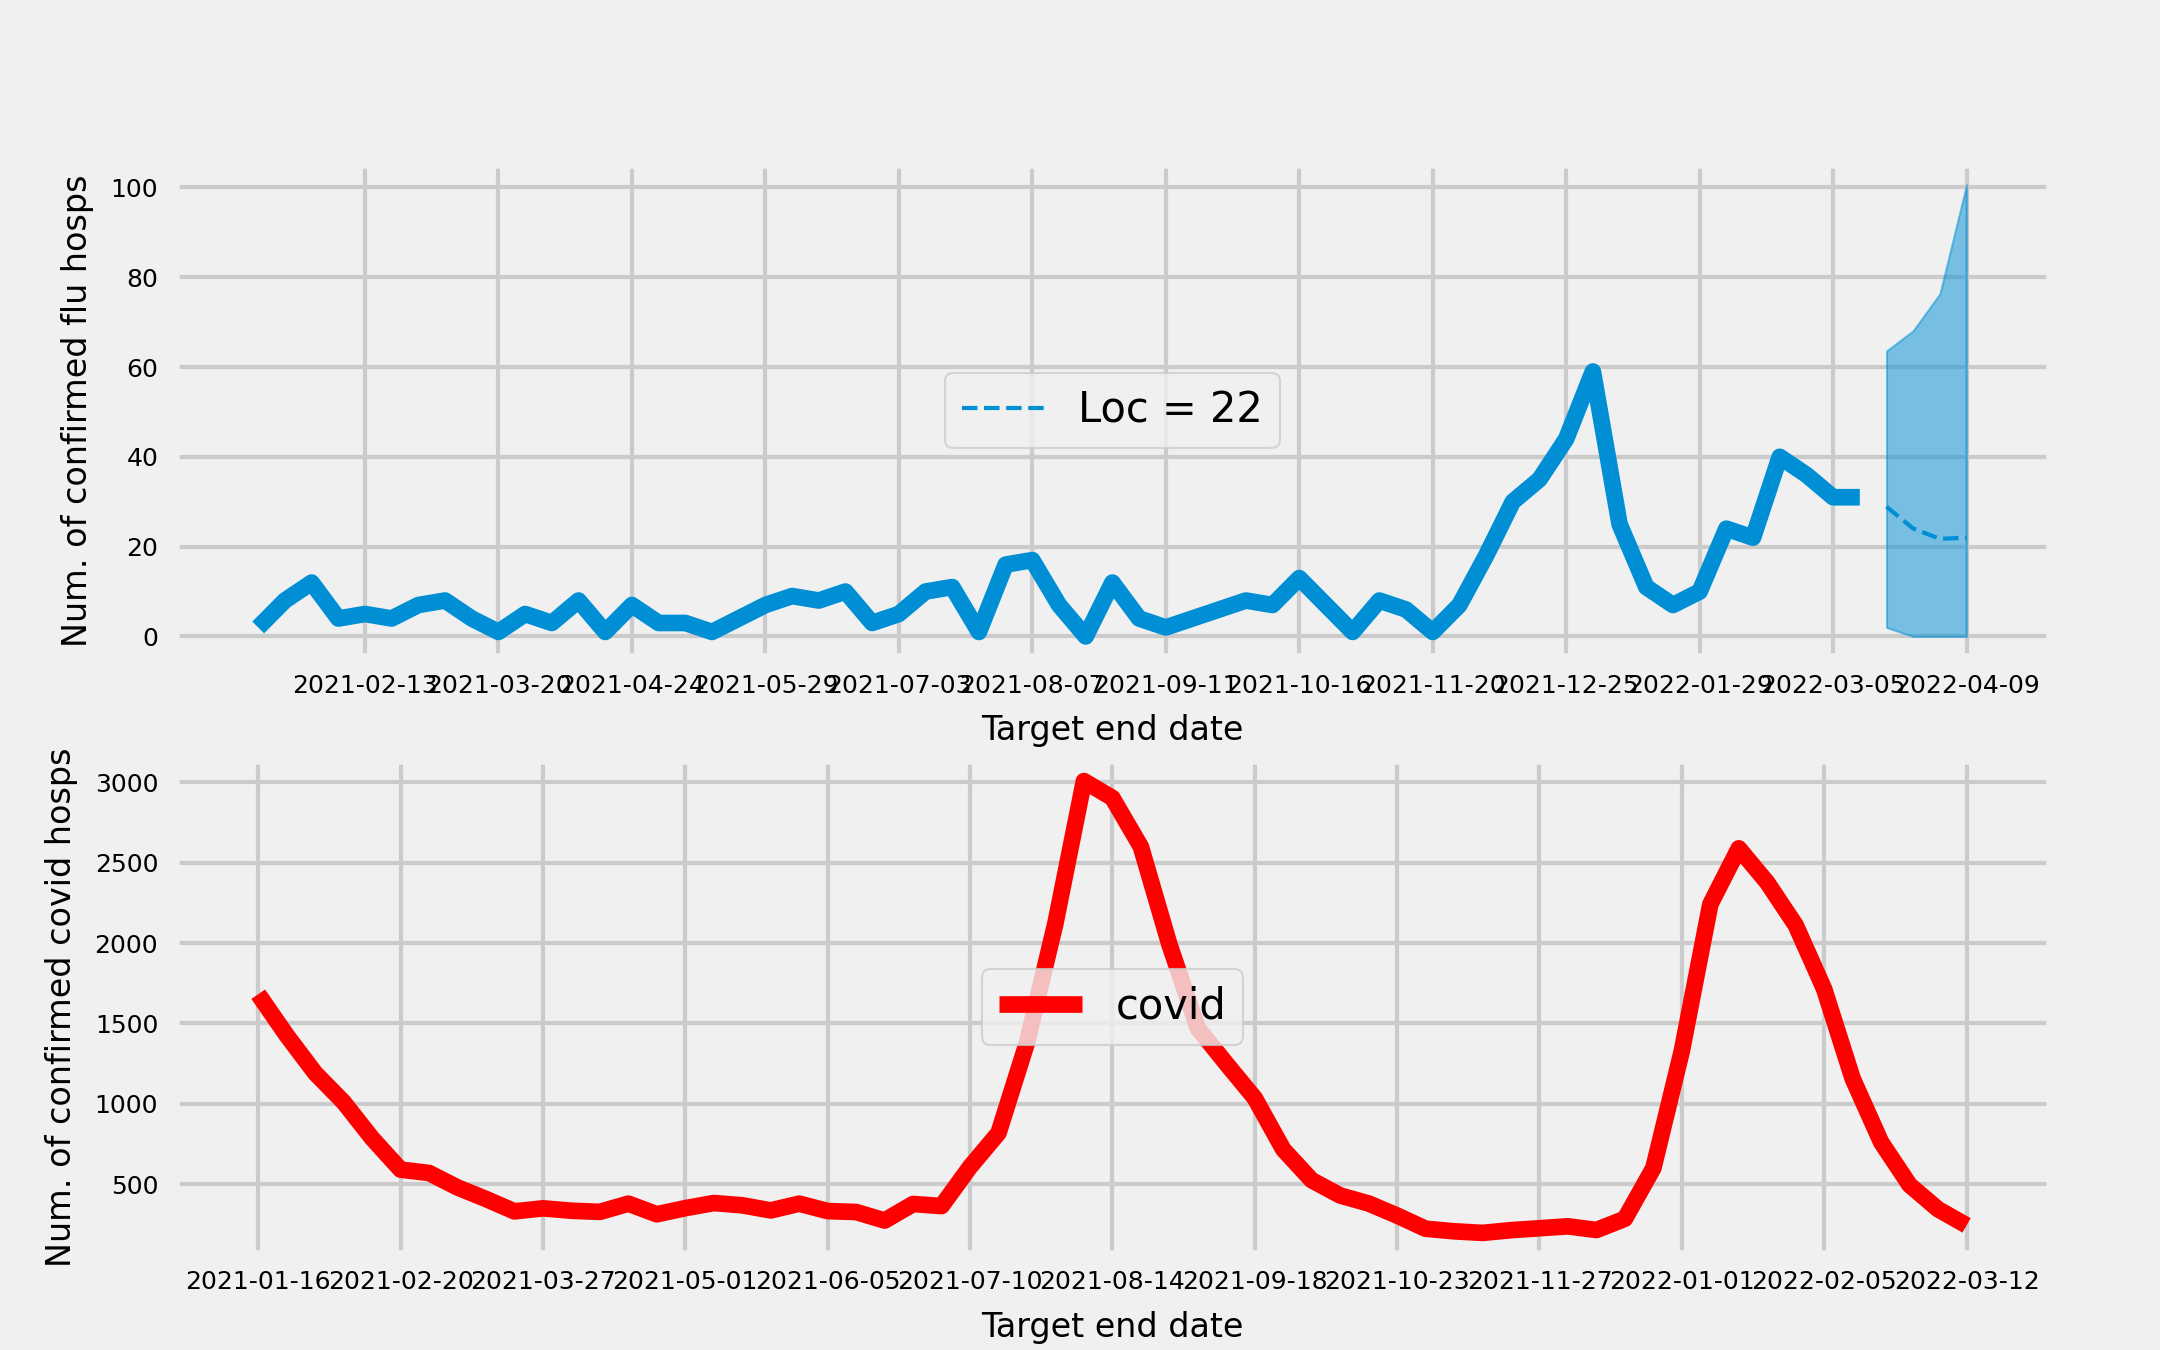 Num. of confirmed flu hosps
100
80
60
40
20
0
Loc = 22
2021-02-13 2021-03-20 2021-04-24 2021-05-29 2021-07-03 2021-08-07 2021-09-11 2021-10-16 2021-11-20 2021-12-25 2022-01-29 2022-03-05 2022-04-09
Target end date
Num. of confirmed covid hosps
3000
2500
2000
1500
1000
500
covid
2021-01-16 2021-02-20 2021-03-27 2021-05-01 2021-06-05 2021-07-10 2021-08-14 2021-09-18 2021-10-23 2021-11-27 2022-01-01 2022-02-05 2022-03-12
Target end date